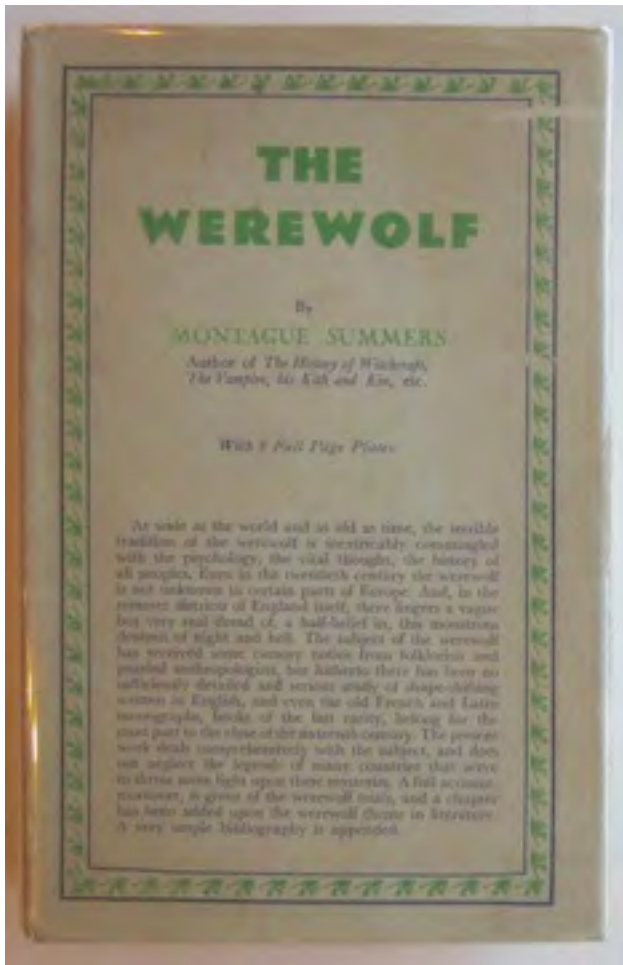 THE
WEREWOLF
By
MONTAGUE SUMMERS
Author of The History of Witchcraft,
The Vampire, his Kith and Kin, etc.
With 8 Full Page Plates
As wide as the world and as old as time, the terrible
tradition of the werewolf is inextricably commingled
with the psychology, the vital thought, the history of
all peoples. Even in the twentieth century the werewolf
is not unknown in certain parts of Europe. And, in the
remoter districts of England itself, there lingers a vague
but very real dread of, a half-belief in, this monstrous
denizen of night and hell. The subject of the werewolf
has received some cursory notice from folklorists and
anthropologists, but hitherto there has been no
sufficiently detailed and serious study of shape-shifting
written in English, and even the old French and Latin
monographs, books of the last rarity, belong for the
most part to the close of the sixteenth century. The present
work deals comprehensively with the subject, and does
not neglect the legends of many countries that serve
to throw some light upon these mysteries. A full account,
moreover, is given of the werewolf trials, and a chapter
has been added upon the werewolf theme in literature.
A very ample bibliography is appended.